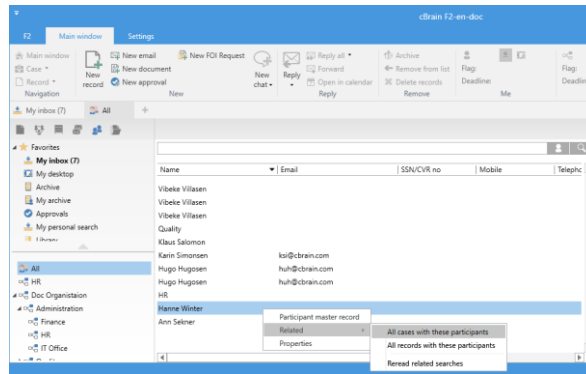 cBrain F2-en-doc
F2 Main window Settings
Main window
Case
Record
Navigation
New record
New email
New document
New approval
New FOI Request
New chat
New
Reply
Reply all
Forward
Open in calendar
Reply
Archive
Remove from list
Delete records
Remove
Flag:
Deadline:
Me
Flag:
Deadlin
My inbox (7) All +
Favorites
My inbox (7)
My desktop
Archive
My archive
Approvals
My personal search
Library
All
HR
Doc Organistaion
Administration
Finance
HR
IT Office
Name Email SSN/CVR no Mobile Telephc
Vibeke Villasen
Vibeke Villasen
Vibeke Villasen
Quality
Klaus Salomon
Karin Simonsen ksi@cbrain.com
Hugo Hugosen huh@cbrain.com
Hugo Hugosen huh@cbrain.com
HR
Hanne Winter
Ann Sekner
Participant master record
Related
Properties
All cases with these participants
All records with these participants
Reread related searches